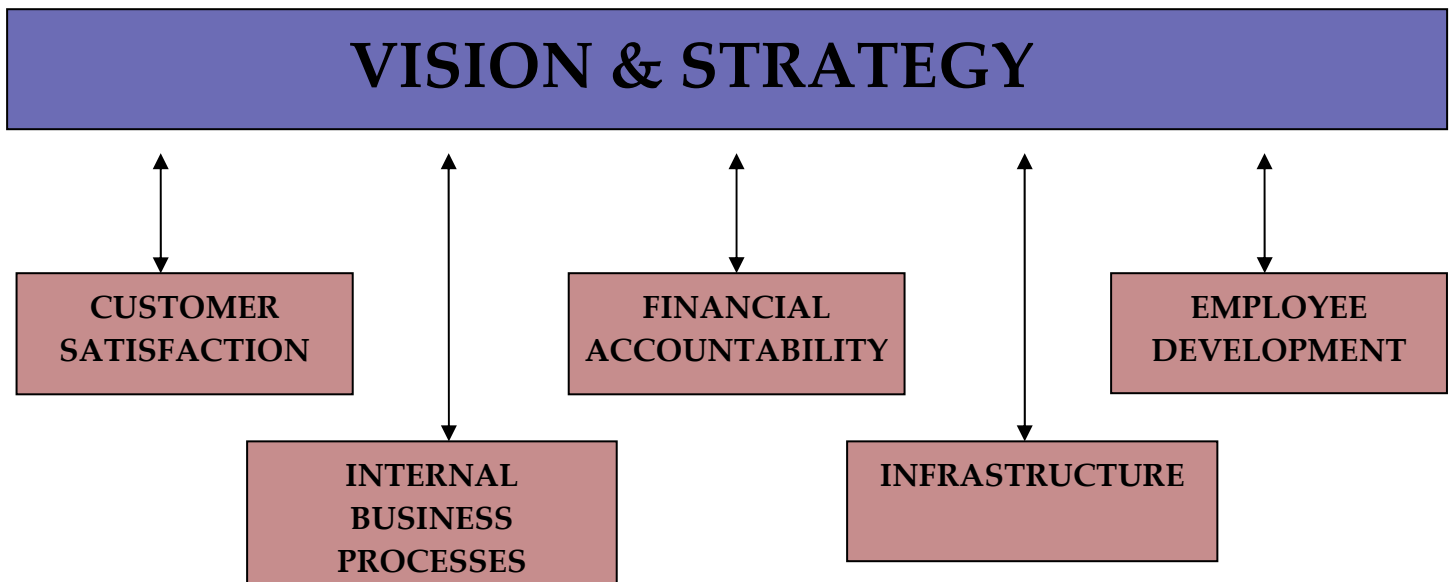 VISION & STRATEGY
CUSTOMER
SATISFACTION
FINANCIAL
ACCOUNTABILITY
EMPLOYEE
DEVELOPMENT
INTERNAL
BUSINESS
PROCESSES
INFRASTRUCTURE